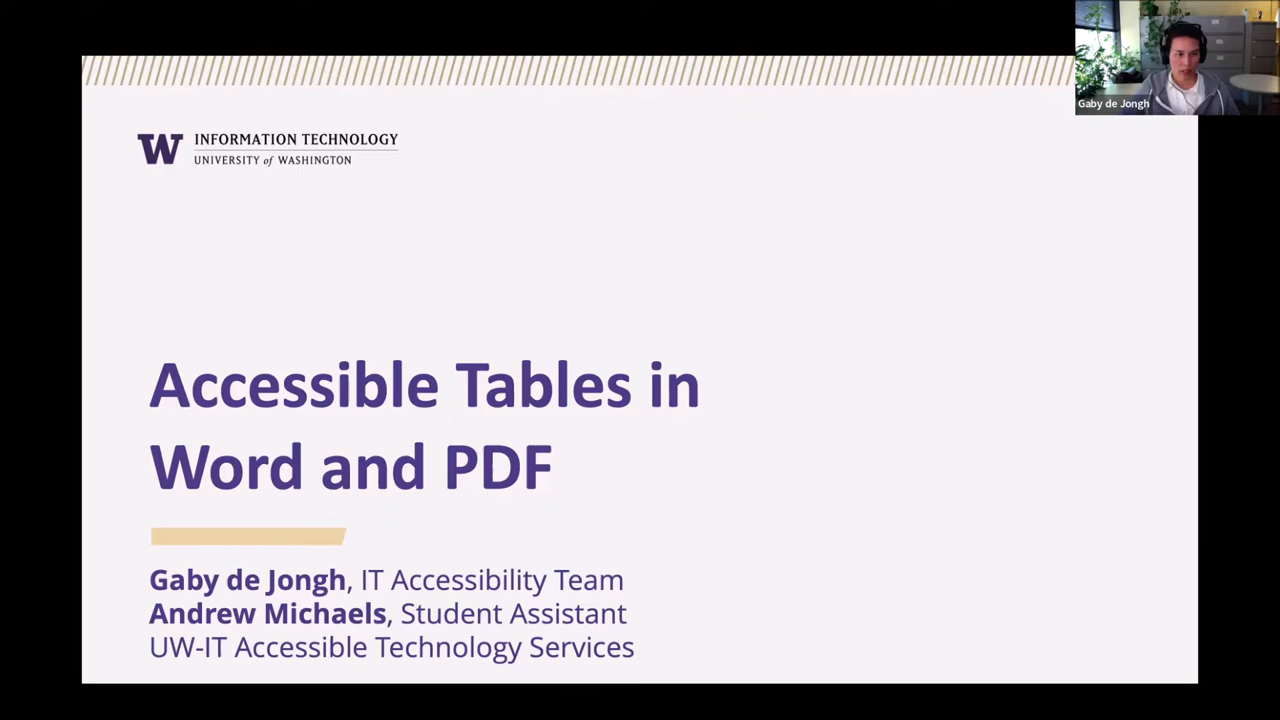 Gaby de Jongh
W INFORMATION TECHNOLOGY
UNIVERSITY of WASHINGTON
Accessible Tables in
Word and PDF
Gaby de Jongh, IT Accessibility Team
Andrew Michaels, Student Assistant
UW-IT Accessible Technology Services